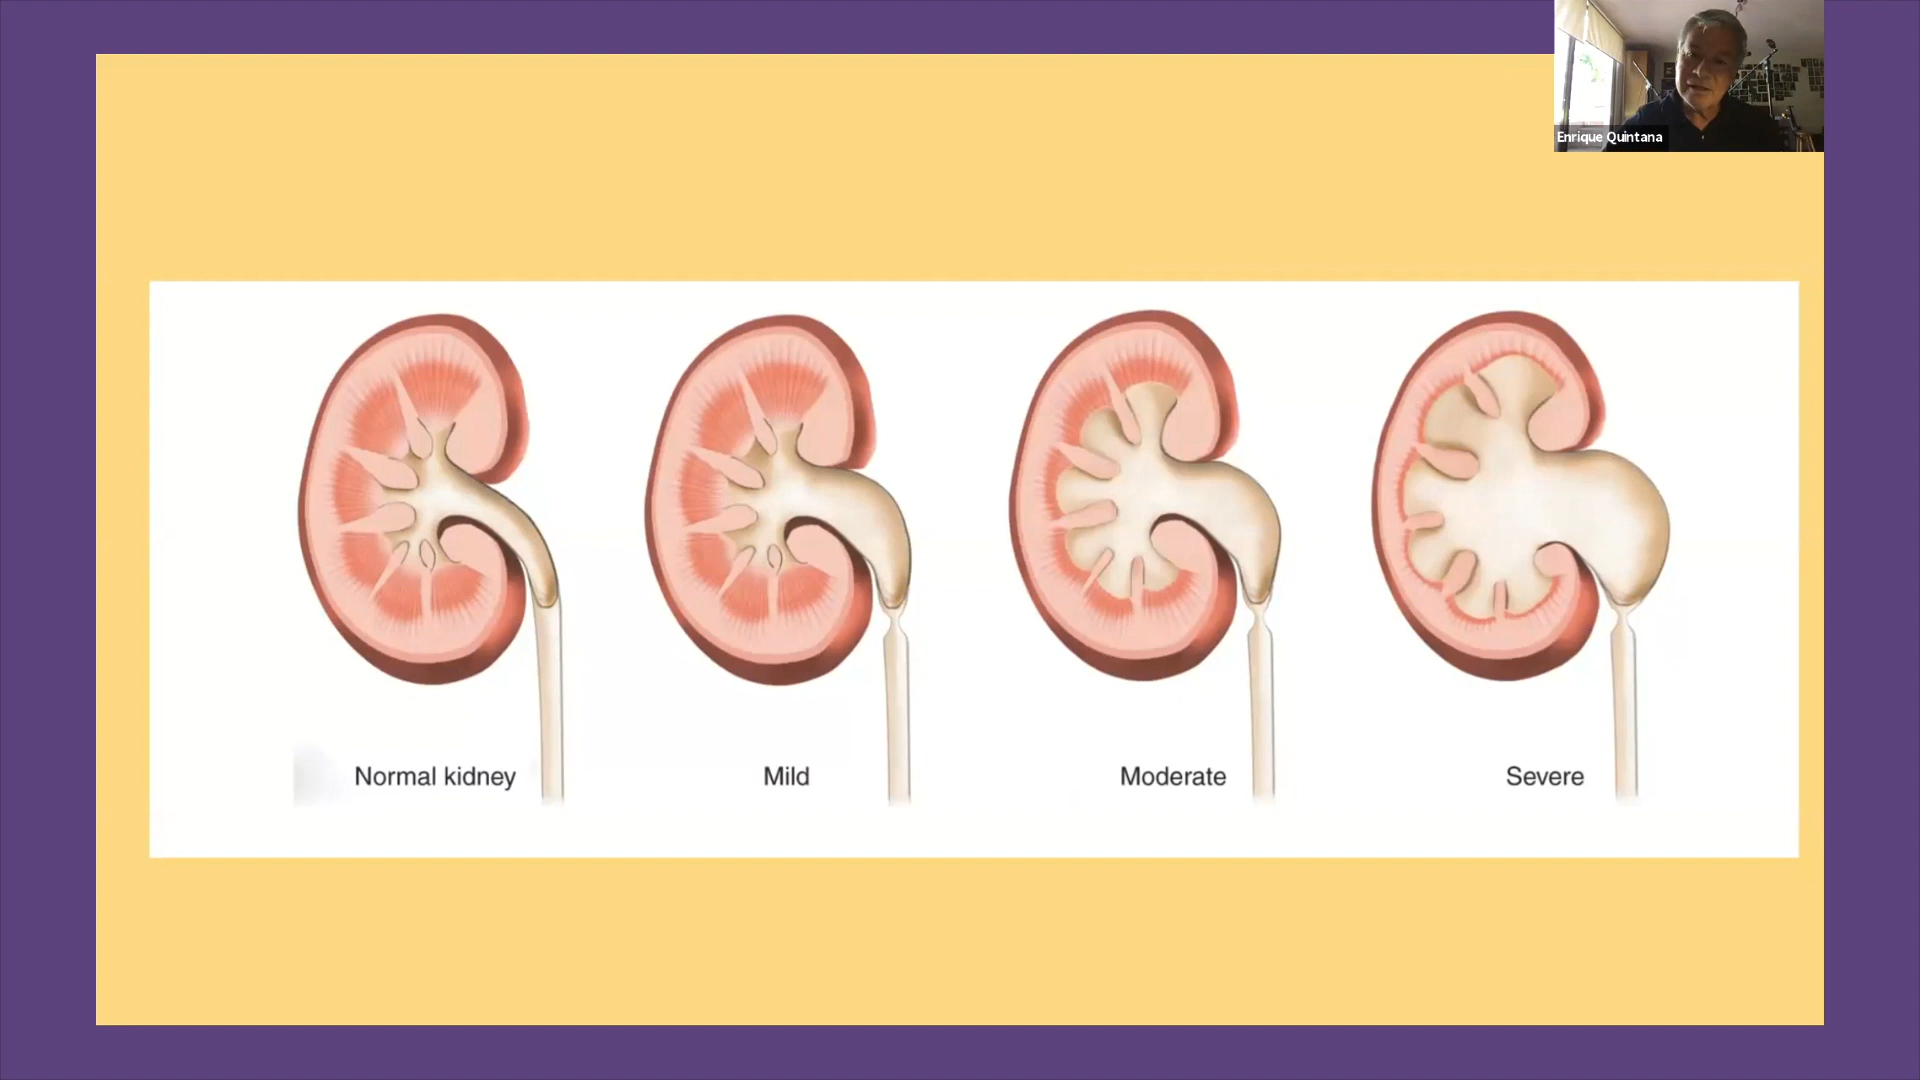 Enrique Quintana
Normal kidney
Mild
Moderate
Severe